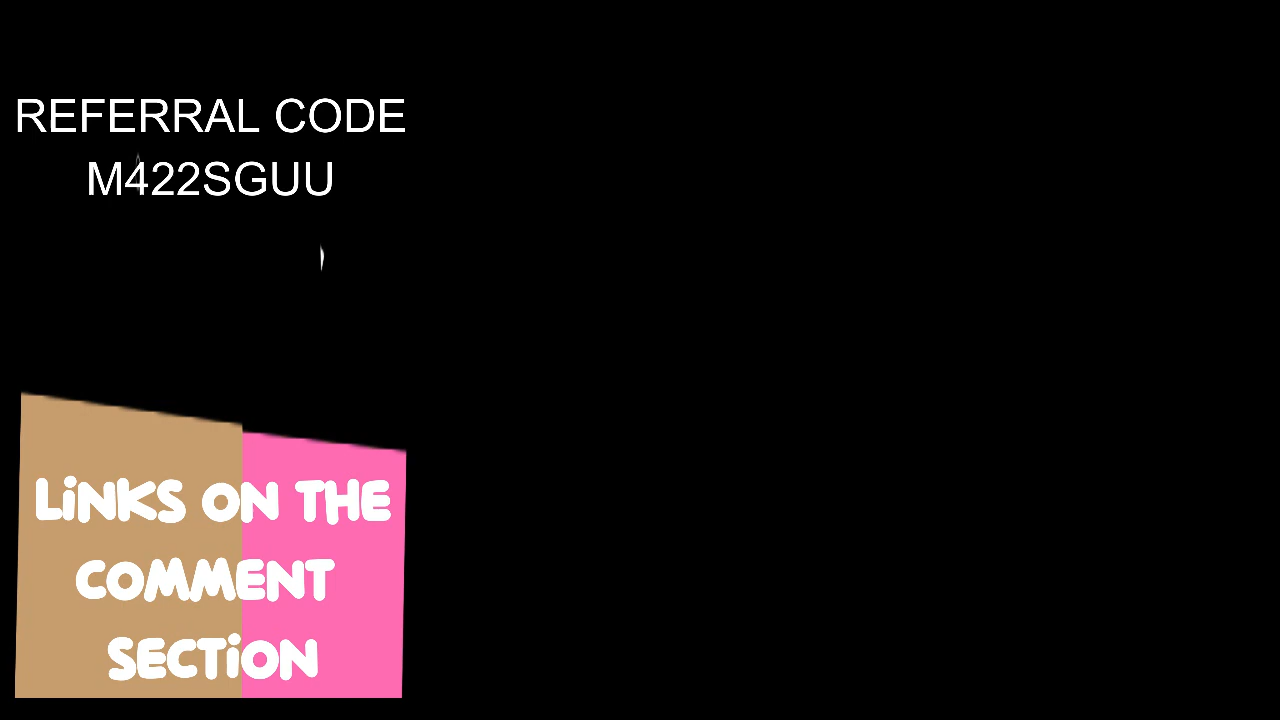 REFERRAL CODE
M422SGUU
LiNKS ON THE
COMMENT
SECTiON